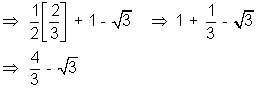 ⇒ 1/2[2/3] + 1 - √3 ⇒ 1 + 1/3 - √3
⇒ 4/3 - √3